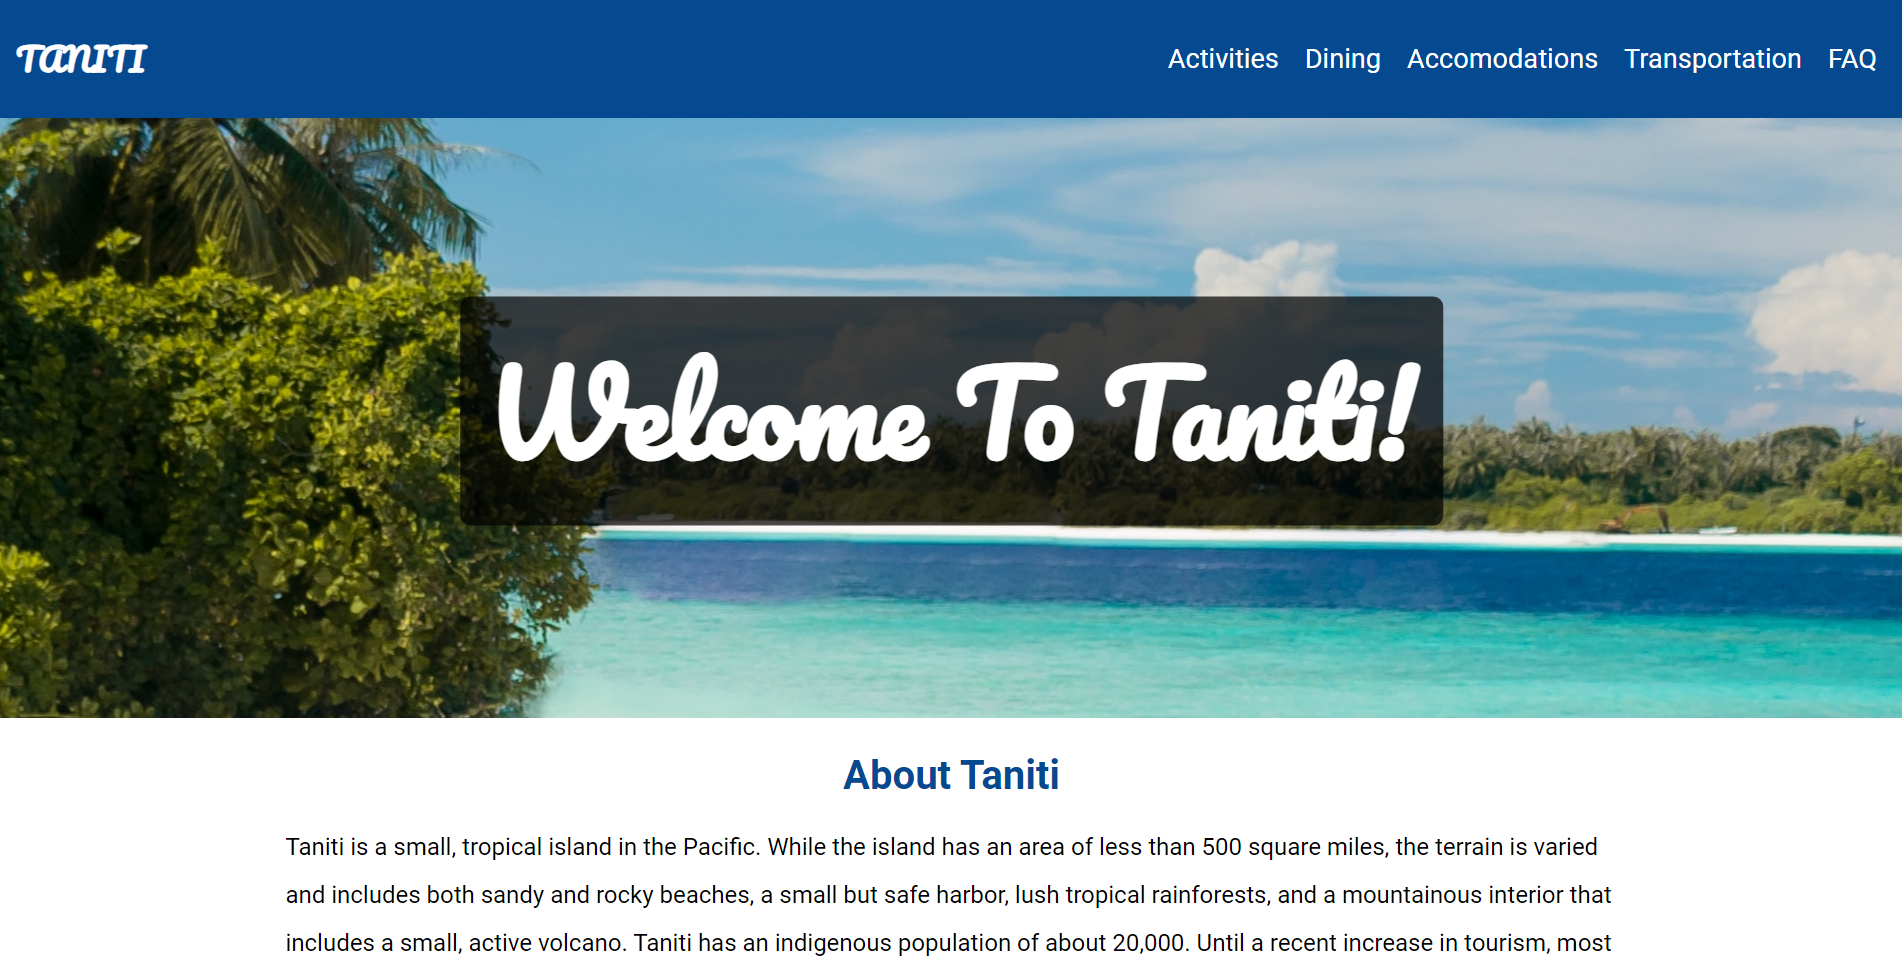 TANITI
Activities Dining Accomodations Transportation FAQ
Welcome To Taniti!
About Taniti
Taniti is a small, tropical island in the Pacific. While the island has an area of less than 500 square miles, the terrain is varied
and includes both sandy and rocky beaches, a small but safe harbor, lush tropical rainforests, and a mountainous interior that
includes a small, active volcano. Taniti has an indigenous population of about 20,000. Until a recent increase in tourism, most